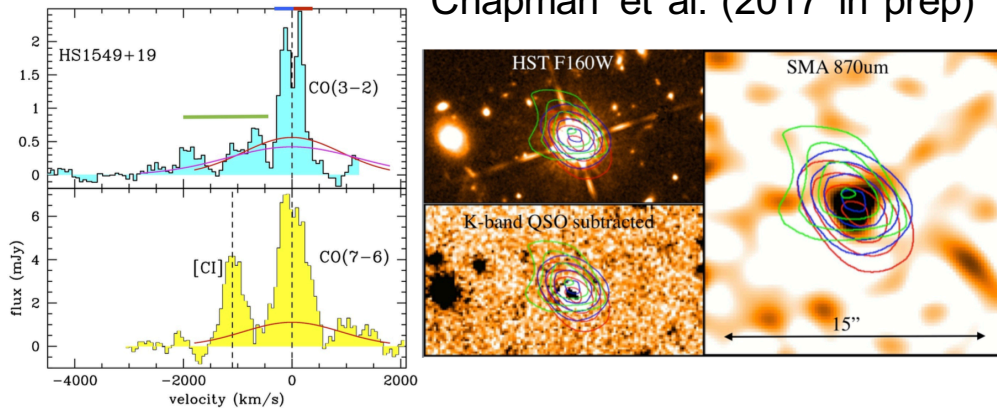 Chapman et al. (2017 in prep)
HS1549+19
CO(3-2)
2
1.5
1
0.5
0
[CI]
CO(7-6)
6
4
2
0
flux (mJy)
-4000 -2000 0 2000
velocity (km/s)
HST F160W
K-band QSO subtracted
SMA 870um
15”